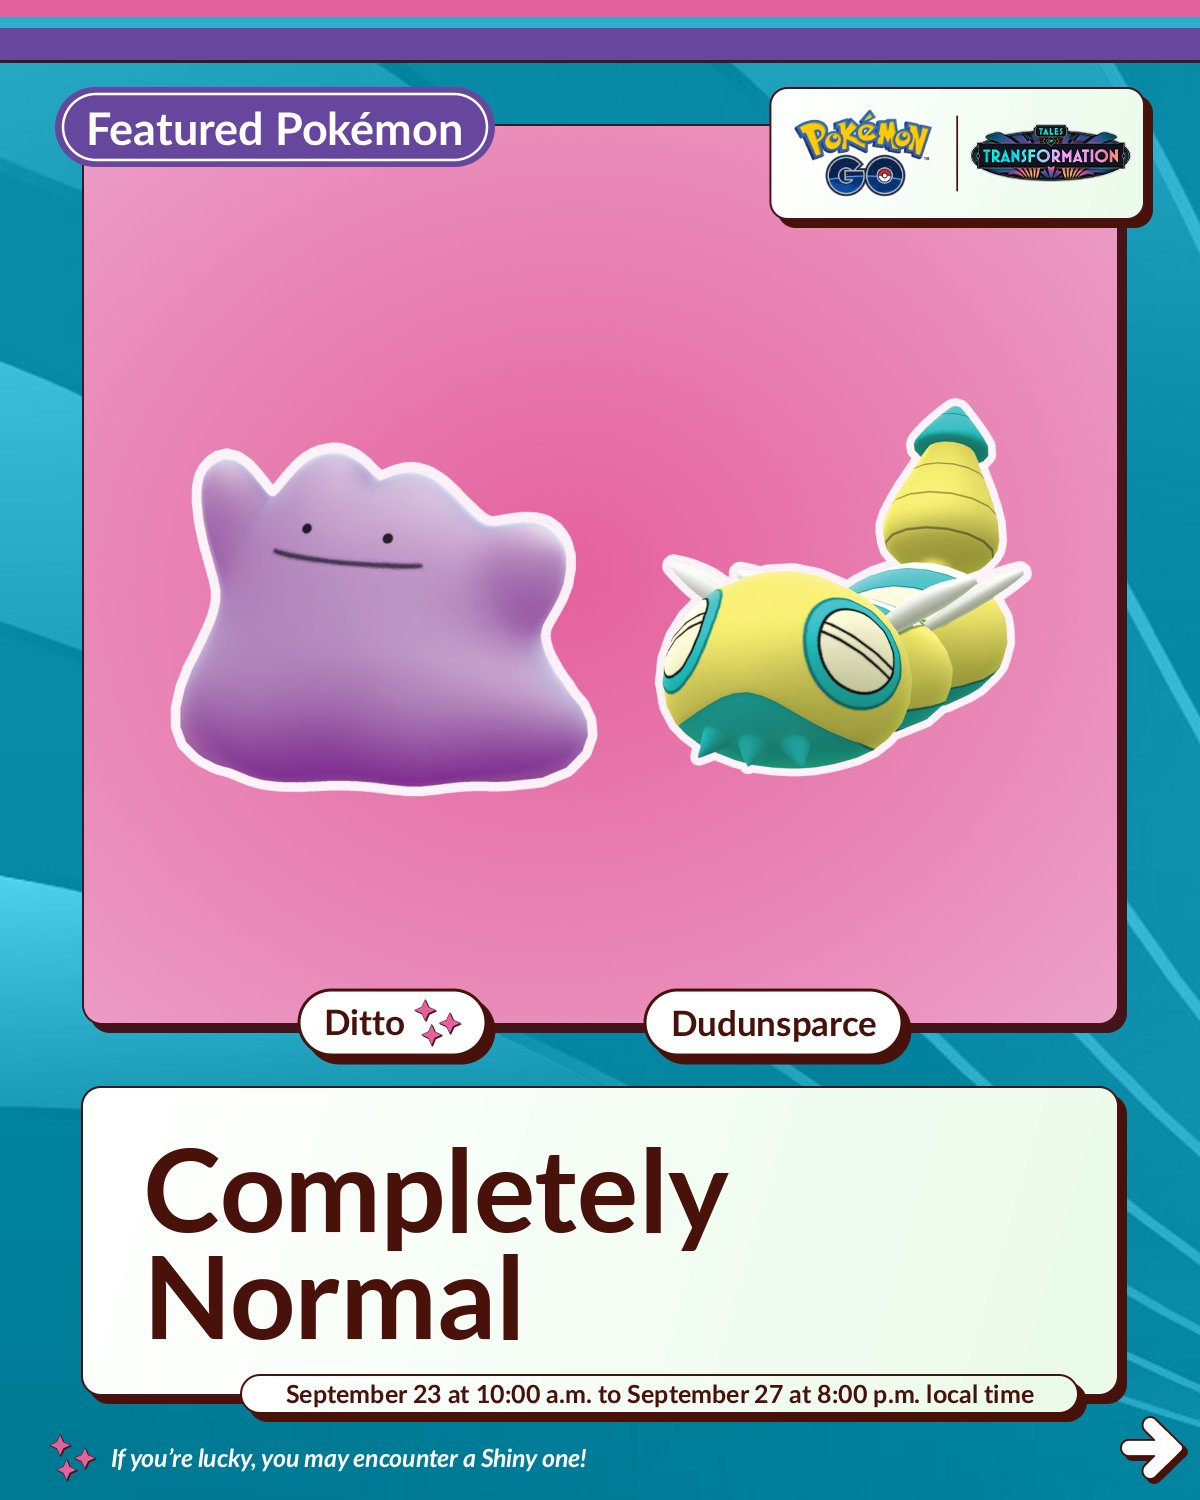 Featured Pokémon
POKÉMON
GO
TALES
OF
TRANSFORMATION
Ditto
Dudunsparce
Completely
Normal
September 23 at 10:00 a.m. to September 27 at 8:00 p.m. local time
If you’re lucky, you may encounter a Shiny one!